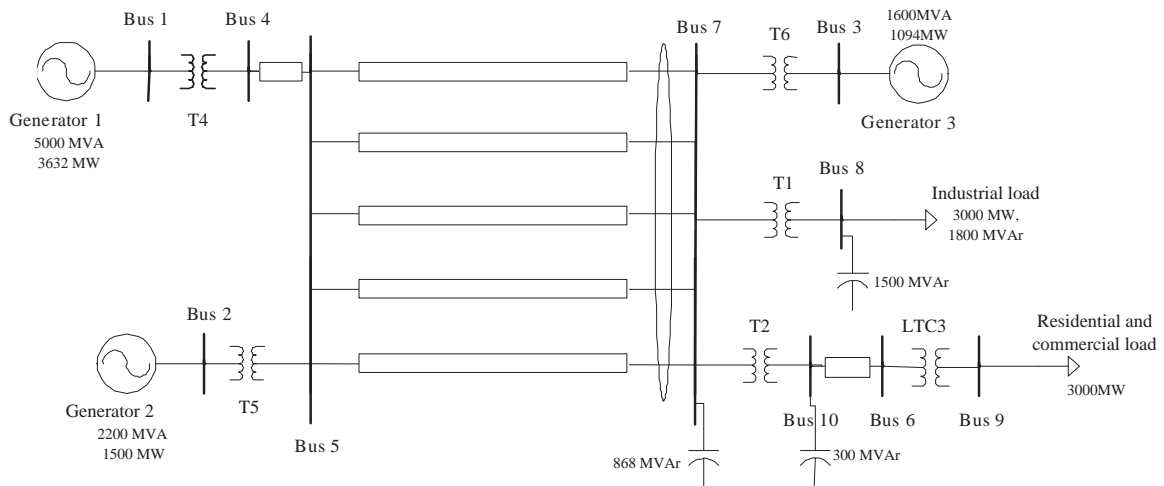 Bus 1
Bus 4
T4
Generator 1
5000 MVA
3632 MW
Bus 2
T5
Generator 2
2200 MVA
1500 MW
Bus 5
Bus 7
T6
Bus 3
1600MVA
1094MW
Generator 3
T1
Bus 8
Industrial load
3000 MW,
1800 MVAr
1500 MVAr
T2
LTC3
Residential and
commercial load
3000MW
Bus 10
Bus 6
Bus 9
868 MVAr
300 MVAr